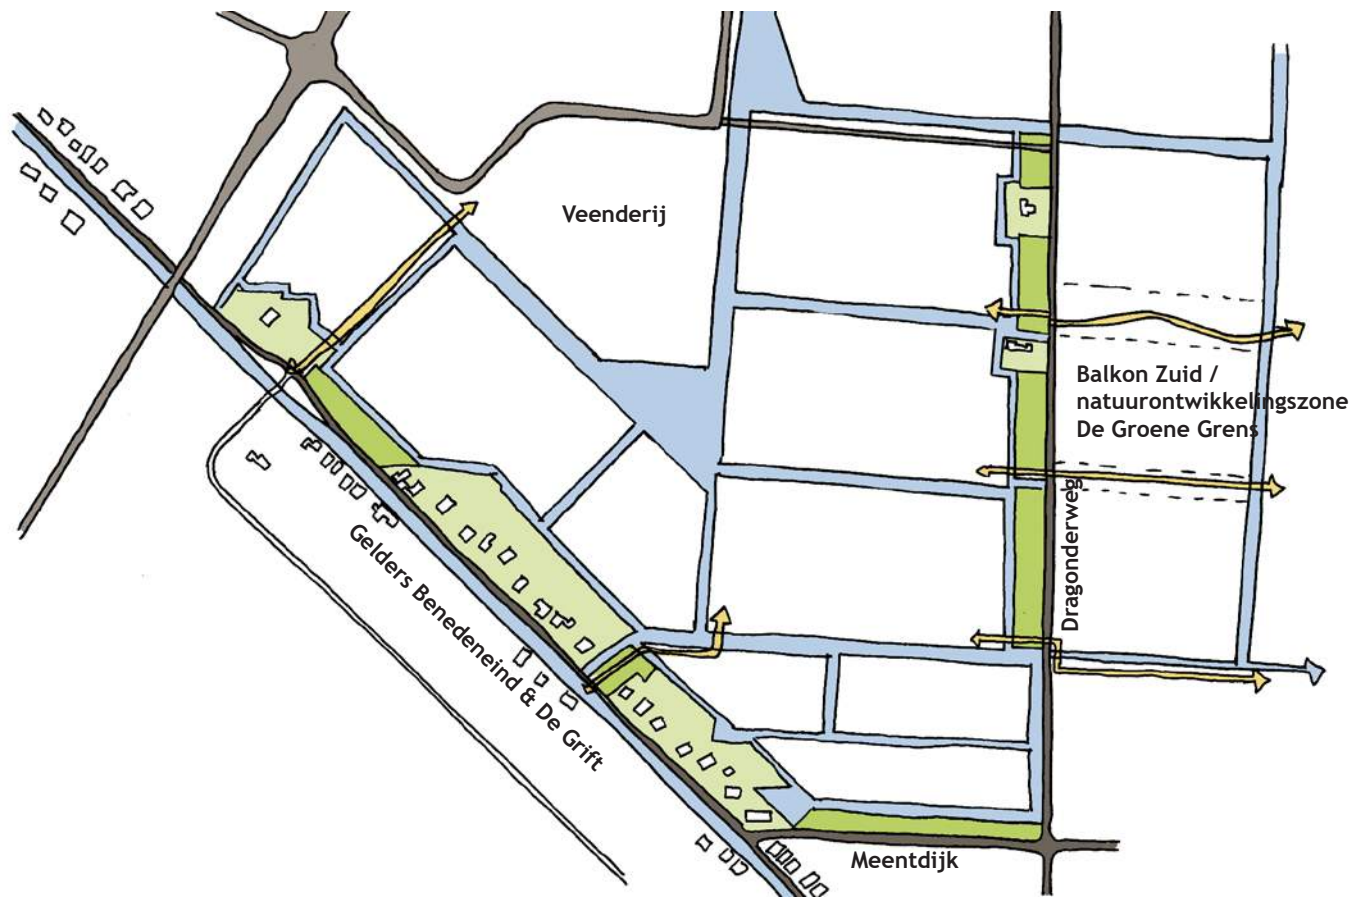 Veenderij
Balkon Zuid /
natuurontwikkelingszone
De Groene Grens
Dragonderweg
Gelders Benedeneind & De Grift
Meentdijk